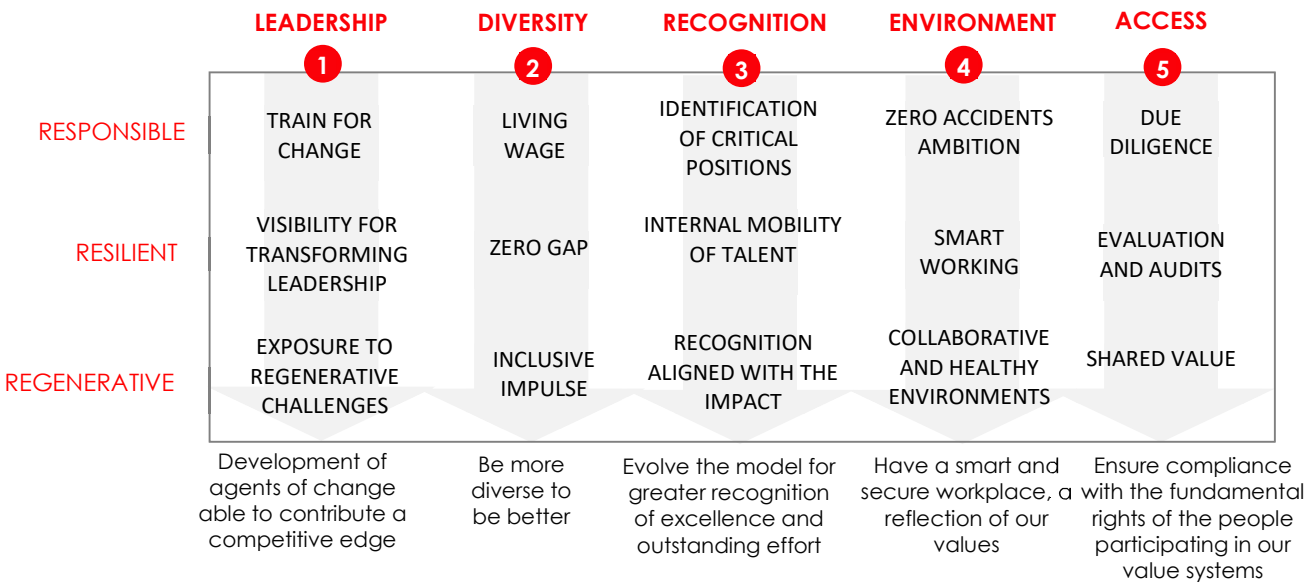 LEADERSHIP
DIVERSITY
RECOGNITION
ENVIRONMENT
ACCESS
1
2
3
4
5
RESPONSIBLE
TRAIN FOR
CHANGE
LIVING
WAGE
IDENTIFICATION
OF CRITICAL
POSITIONS
ZERO ACCIDENTS
AMBITION
DUE
DILIGENCE
RESILIENT
VISIBILITY FOR
TRANSFORMING
LEADERSHIP
ZERO GAP
INTERNAL MOBILITY
OF TALENT
SMART
WORKING
EVALUATION
AND AUDITS
REGENERATIVE
EXPOSURE TO
REGENERATIVE
CHALLENGES
INCLUSIVE
IMPULSE
RECOGNITION
ALIGNED WITH THE
IMPACT
COLLABORATIVE
AND HEALTHY
ENVIRONMENTS
SHARED VALUE
Development of
agents of change
able to contribute a
competitive edge
Be more
diverse to
be better
Evolve the model for
greater recognition
of excellence and
outstanding effort
Have a smart and
secure workplace, a
reflection of our
values
Ensure compliance
with the fundamental
rights of the people
participating in our
value systems